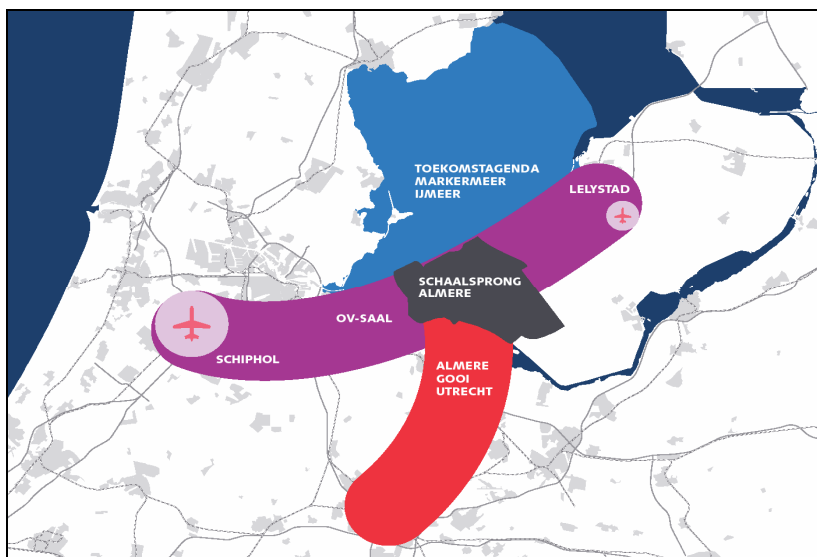 TOEKOMSTAGENDA
MARKERMEER
IJMEER
LELYSTAD
SCHAALSPRONG
ALMERE
OV-SAAL
SCHIPHOL
ALMERE
GOOI
UTRECHT